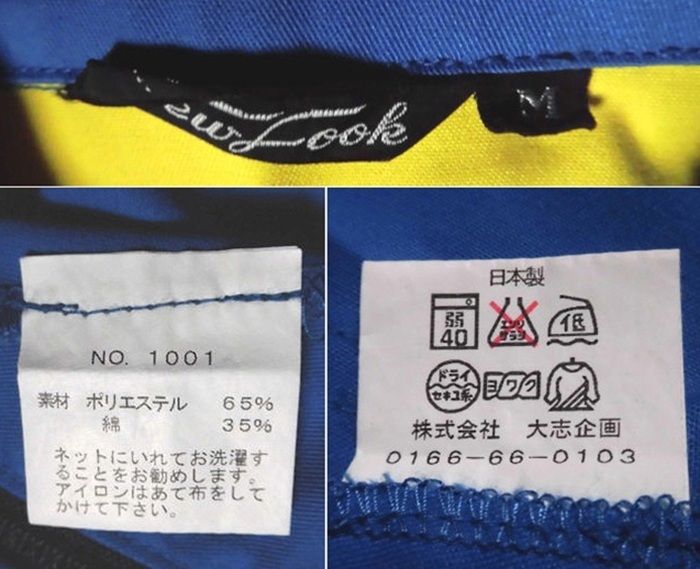 ew Look
M
NO. 1001
素材 ポリエステル 65%
綿 35%
ネットにいれてお洗濯す
ることをお勧めします。
アイロンはあて布をして
かけて下さい。
日本製
弱 40
エンソ サラシ
低
ドライ セキユ系
ヨワク
株式会社 大志企画
0166-66-0103